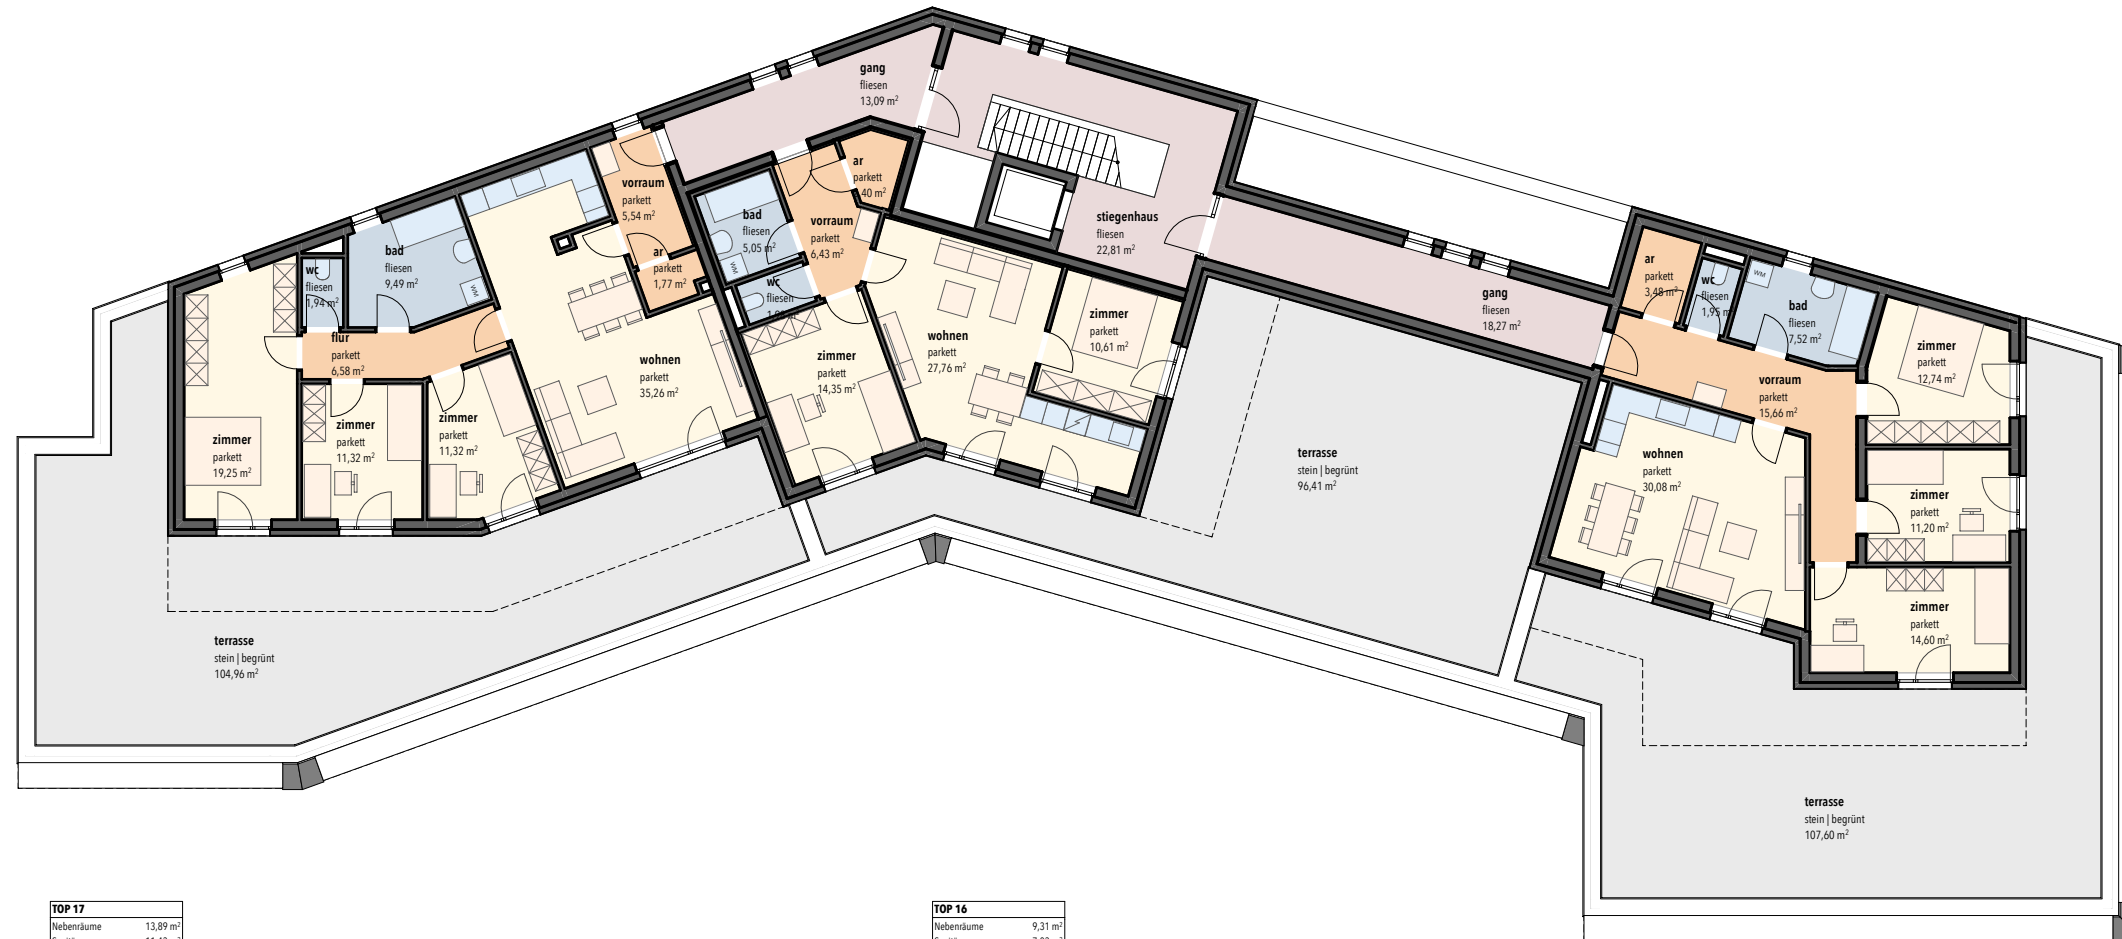 gang
fliesen
13,09 m²
ar
parkett
40 m²
vorraum
parkett
5,54 m²
bad
fliesen
5,05 m²
WM
vorraum
parkett
6,43 m²
stiegenhaus
fliesen
22,81 m²
ar
parkett
1,77 m²
wc
fliesen
bad
fliesen
9,49 m²
WM
wc
fliesen
1,94 m²
flur
parkett
6,58 m²
zimmer
parkett
19,25 m²
zimmer
parkett
11,32 m²
zimmer
parkett
11,32 m²
wohnen
parkett
35,26 m²
zimmer
parkett
14,35 m²
wohnen
parkett
27,76 m²
zimmer
parkett
10,61 m²
gang
fliesen
18,27 m²
ar
parkett
3,48 m²
wc
fliesen
1,95 m
WM
bad
fliesen
7,52 m²
zimmer
parkett
12,74 m²
vorraum
parkett
15,66 m²
wohnen
parkett
30,08 m²
zimmer
parkett
11,20 m²
zimmer
parkett
14,60 m²
terrasse
stein | begrünt
96,41 m²
terrasse
stein | begrünt
104,96 m²
terrasse
stein | begrünt
107,60 m²
TOP 17
Nebenräume 13,89 m²
TOP 16
Nebenräume 9,31 m²